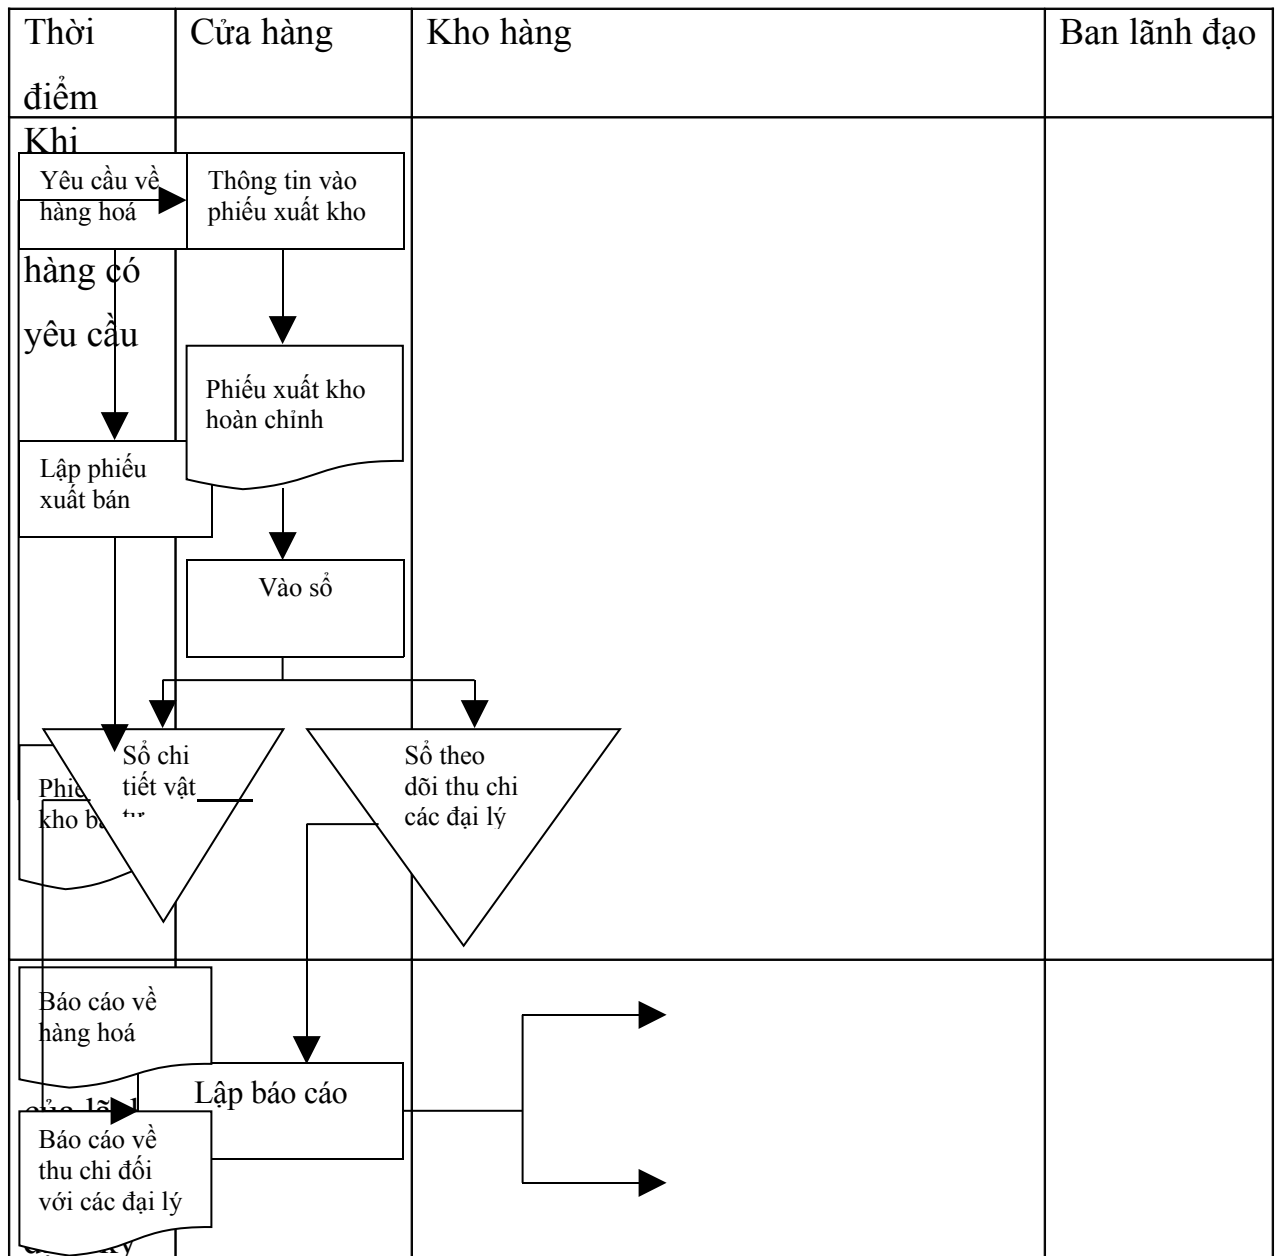 Thời
điểm
Cửa hàng
Kho hàng
Ban lãnh đạo
Khi
hàng có
yêu cầu
Yêu cầu về
hàng hoá
Thông tin vào
phiếu xuất kho
Phiếu xuất kho
hoàn chỉnh
Lập phiếu
xuất bán
Vào sổ
Sổ chi
tiết vật
tư
Sổ theo
dõi thu chi
các đại lý
kho
Báo cáo về
hàng hoá
Lập báo cáo
của
Báo cáo về
thu chi đối
với các đại lý